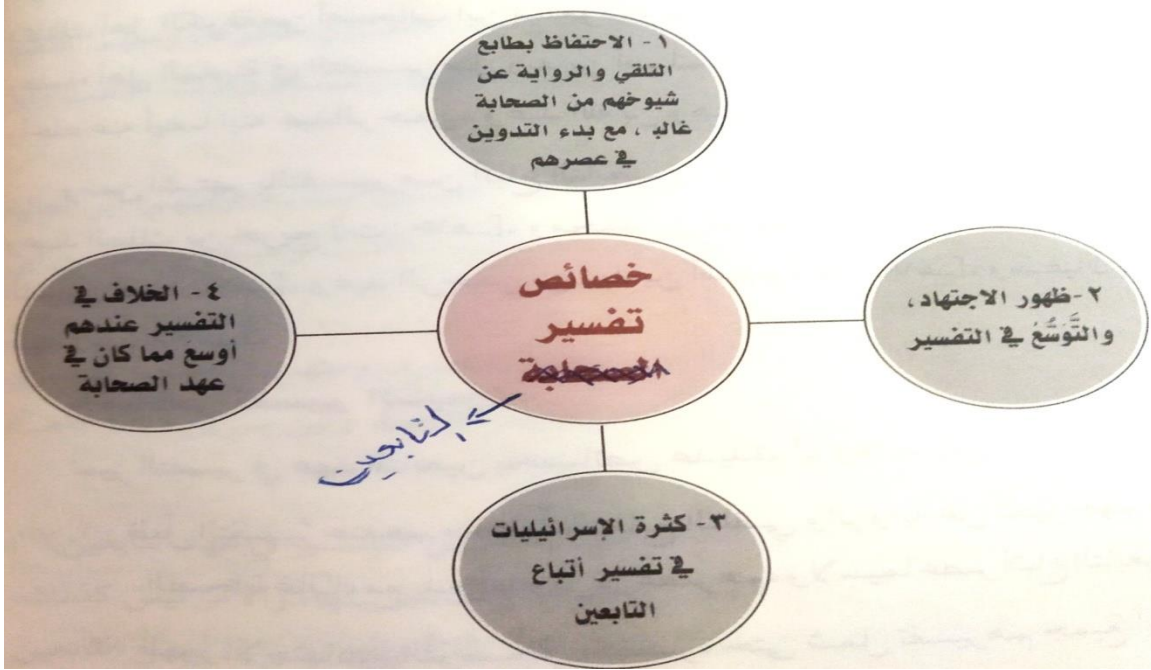 ١- الاحتفاظ بطابع
التلقي والرواية عن
شيوخهم من الصحابة
غالبـ ، مع بدء التدوين
في عصرهم
خصائص
تفسير
الصحابة
التابعين
٢- ظهور الاجتهاد،
والتَّوَسُّعُ في التفسير
٣- كثرة الإسرائيليات
في تفسير أتباع
التابعين
٤- الخلاف في
التفسير عندهم
أوسع مما كان في
عهد الصحابة